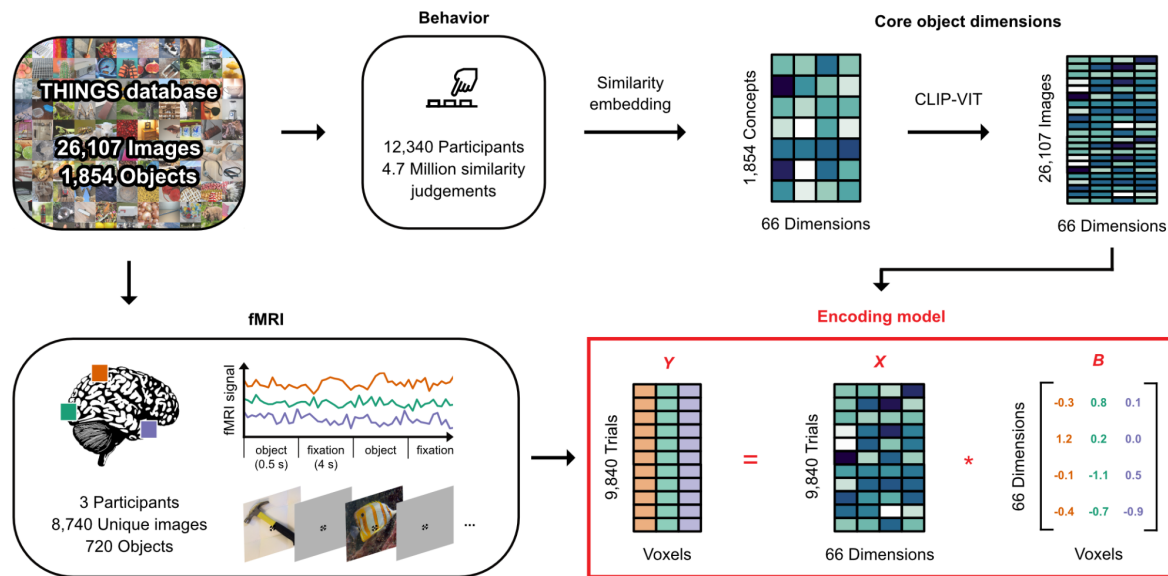 Behavior
Core object dimensions
THINGS database
26,107 Images
1,854 Objects
12,340 Participants
4.7 Million similarity
judgements
Similarity
embedding
1,854 Concepts
66 Dimensions
CLIP-VIT
26,107 Images
66 Dimensions
fMRI
3 Participants
8,740 Unique images
720 Objects
fMRI signal
object
(0.5 s)
fixation
(4 s)
object
fixation
...
Encoding model
Y
X
B
9,840 Trials
Voxels
=
9,840 Trials
66 Dimensions
*
66 Dimensions
-0.3 0.8 0.1
1.2 0.2 0.0
-0.1 -1.1 0.5
-0.4 -0.7 -0.9
Voxels